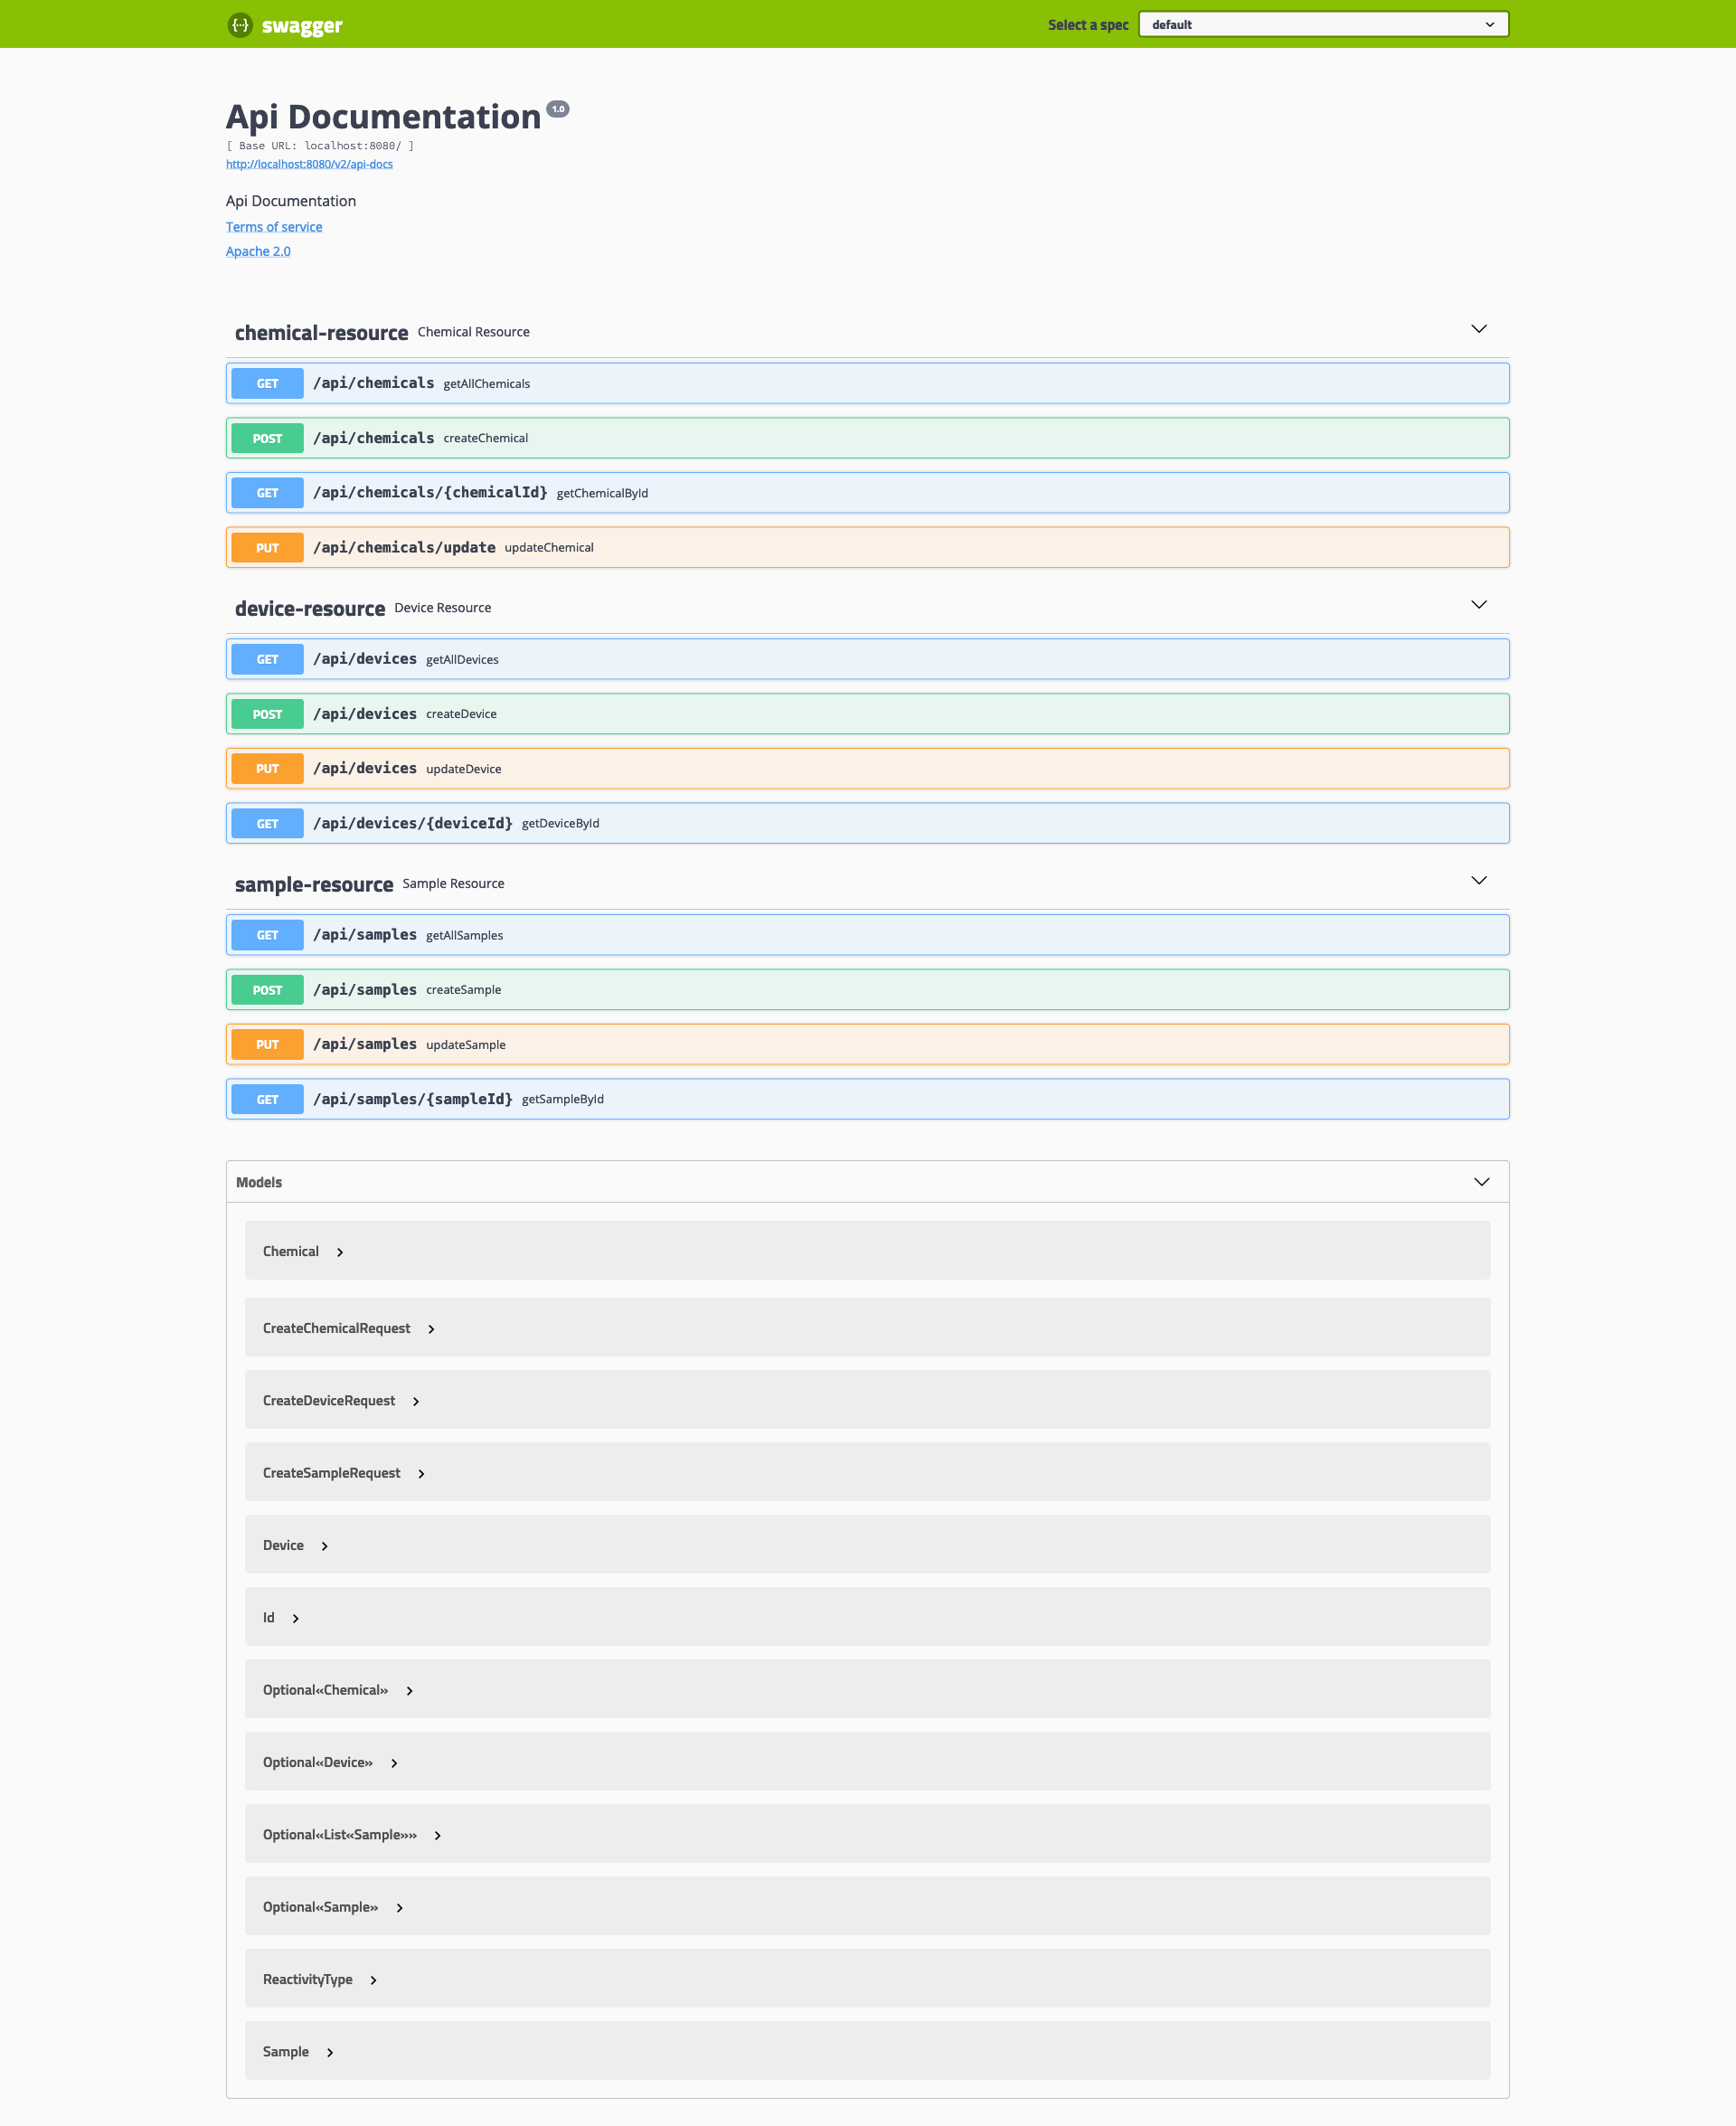 swagger
Select a spec default
Api Documentation 1.0
[ Base URL: localhost:8080/ ]
http://localhost:8080/v2/api-docs
Api Documentation
Terms of service
Apache 2.0
chemical-resource Chemical Resource
GET /api/chemicals getAllChemicals
POST /api/chemicals createChemical
GET /api/chemicals/{chemicalId} getChemicalById
PUT /api/chemicals/update updateChemical
device-resource Device Resource
GET /api/devices getAllDevices
POST /api/devices createDevice
PUT /api/devices updateDevice
GET /api/devices/{deviceId} getDeviceById
sample-resource Sample Resource
GET /api/samples getAllSamples
POST /api/samples createSample
PUT /api/samples updateSample
GET /api/samples/{sampleId} getSampleById
Models
Chemical
CreateChemicalRequest
CreateDeviceRequest
CreateSampleRequest
Device
Id
Optional«Chemical»
Optional«Device»
Optional«List«Sample»»
Optional«Sample»
ReactivityType
Sample